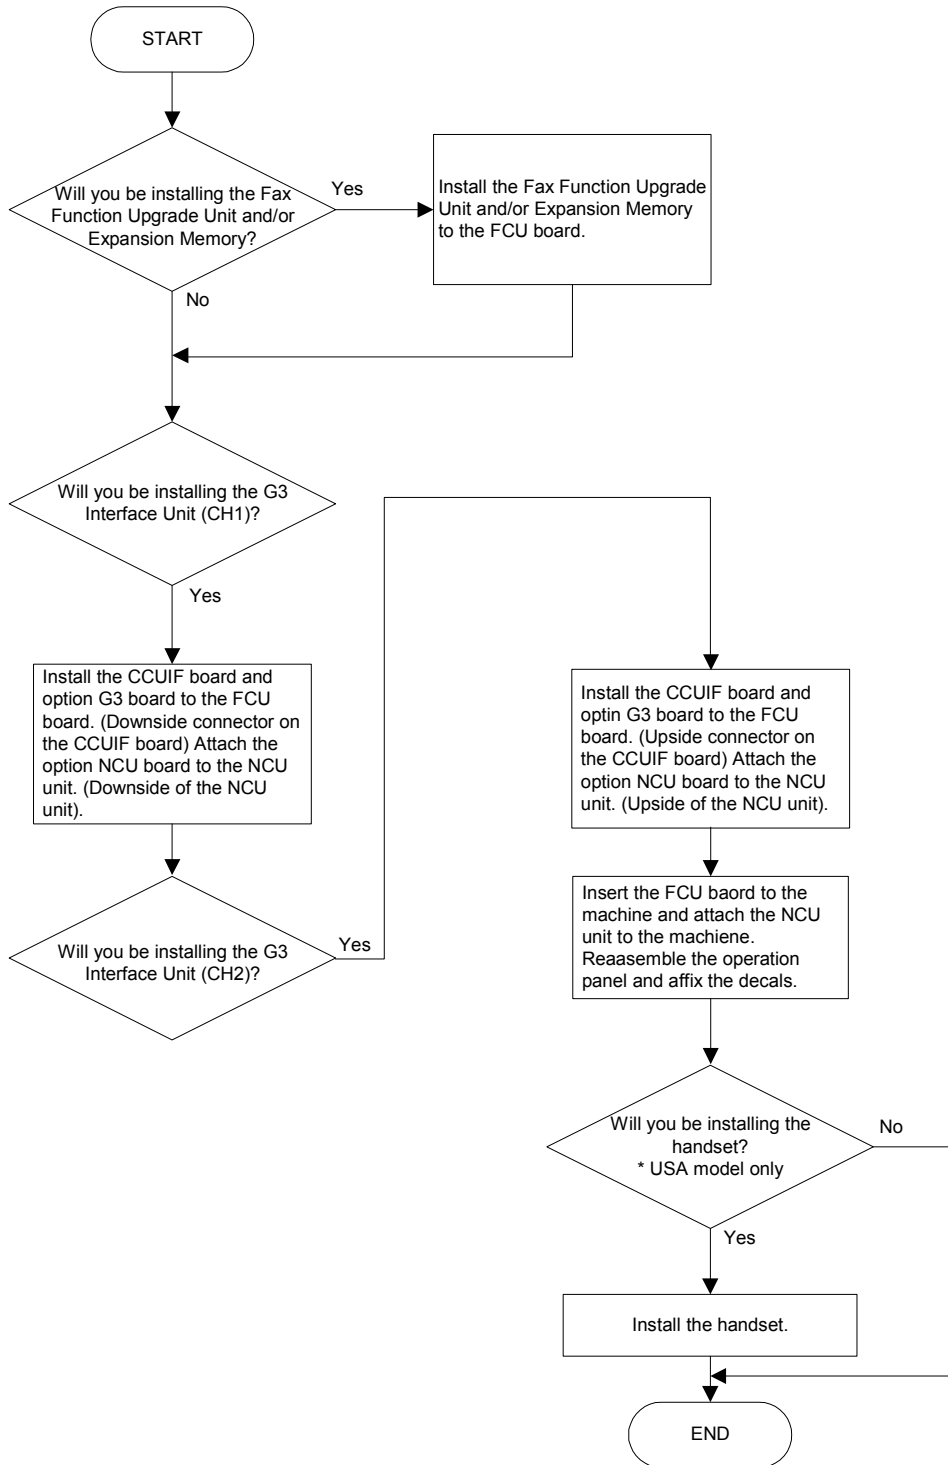 START
Will you be installing the Fax
Function Upgrade Unit and/or
Expansion Memory?
Yes
Install the Fax Function Upgrade
Unit and/or Expansion Memory
to the FCU board.
No
Will you be installing the G3
Interface Unit (CH1)?
Yes
Install the CCUIF board and
option G3 board to the FCU
board. (Downside connector on
the CCUIF board) Attach the
option NCU board to the NCU
unit. (Downside of the NCU
unit).
Will you be installing the G3
Interface Unit (CH2)?
Yes
Install the CCUIF board and
optin G3 board to the FCU
board. (Upside connector on
the CCUIF board) Attach the
option NCU board to the NCU
unit. (Upside of the NCU unit).
Insert the FCU baord to the
machine and attach the NCU
unit to the machiene.
Reaasemble the operation
panel and affix the decals.
Will you be installing the
handset?
* USA model only
No
Yes
Install the handset.
END